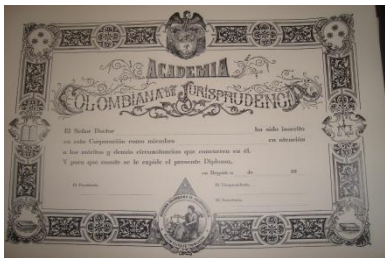 ACADEMIA
COLOMBIANA DE JURISPRUDENCIA
El Señor Doctor ha sido inscrito
en esta Corporación como miembro en atención
a los méritos y demás circunstancias que concurren en él.
Y para que conste se le expide el presente Diploma,
en Bogotá a de de 19
El Presidente,
El Vicepresidente,
El Secretario,